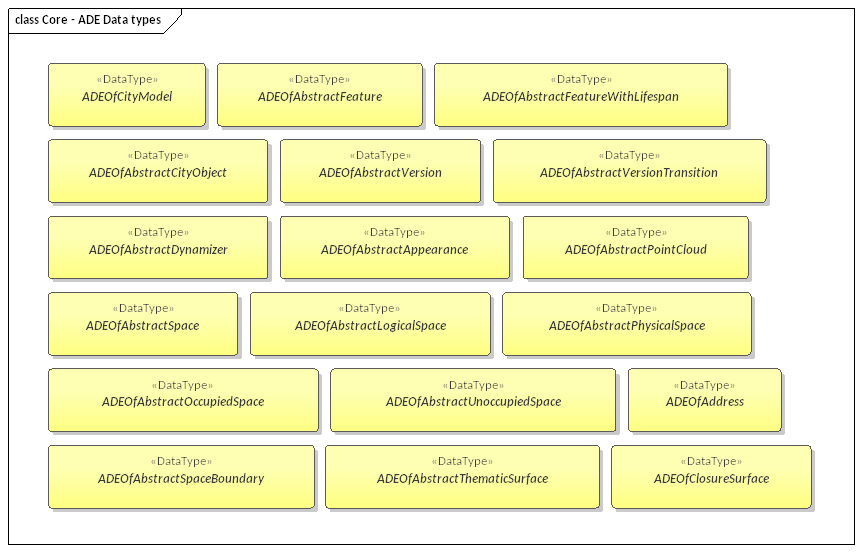 class Core - ADE Data types
«DataType»
ADEOfCityModel
«DataType»
ADEOfAbstractFeature
«DataType»
ADEOfAbstractFeatureWithLifespan
«DataType»
ADEOfAbstractCityObject
«DataType»
ADEOfAbstractVersion
«DataType»
ADEOfAbstractVersionTransition
«DataType»
ADEOfAbstractDynamizer
«DataType»
ADEOfAbstractAppearance
«DataType»
ADEOfAbstractPointCloud
«DataType»
ADEOfAbstractSpace
«DataType»
ADEOfAbstractLogicalSpace
«DataType»
ADEOfAbstractPhysicalSpace
«DataType»
ADEOfAbstractOccupiedSpace
«DataType»
ADEOfAbstractUnoccupiedSpace
«DataType»
ADEOfAddress
«DataType»
ADEOfAbstractSpaceBoundary
«DataType»
ADEOfAbstractThematicSurface
«DataType»
ADEOfClosureSurface